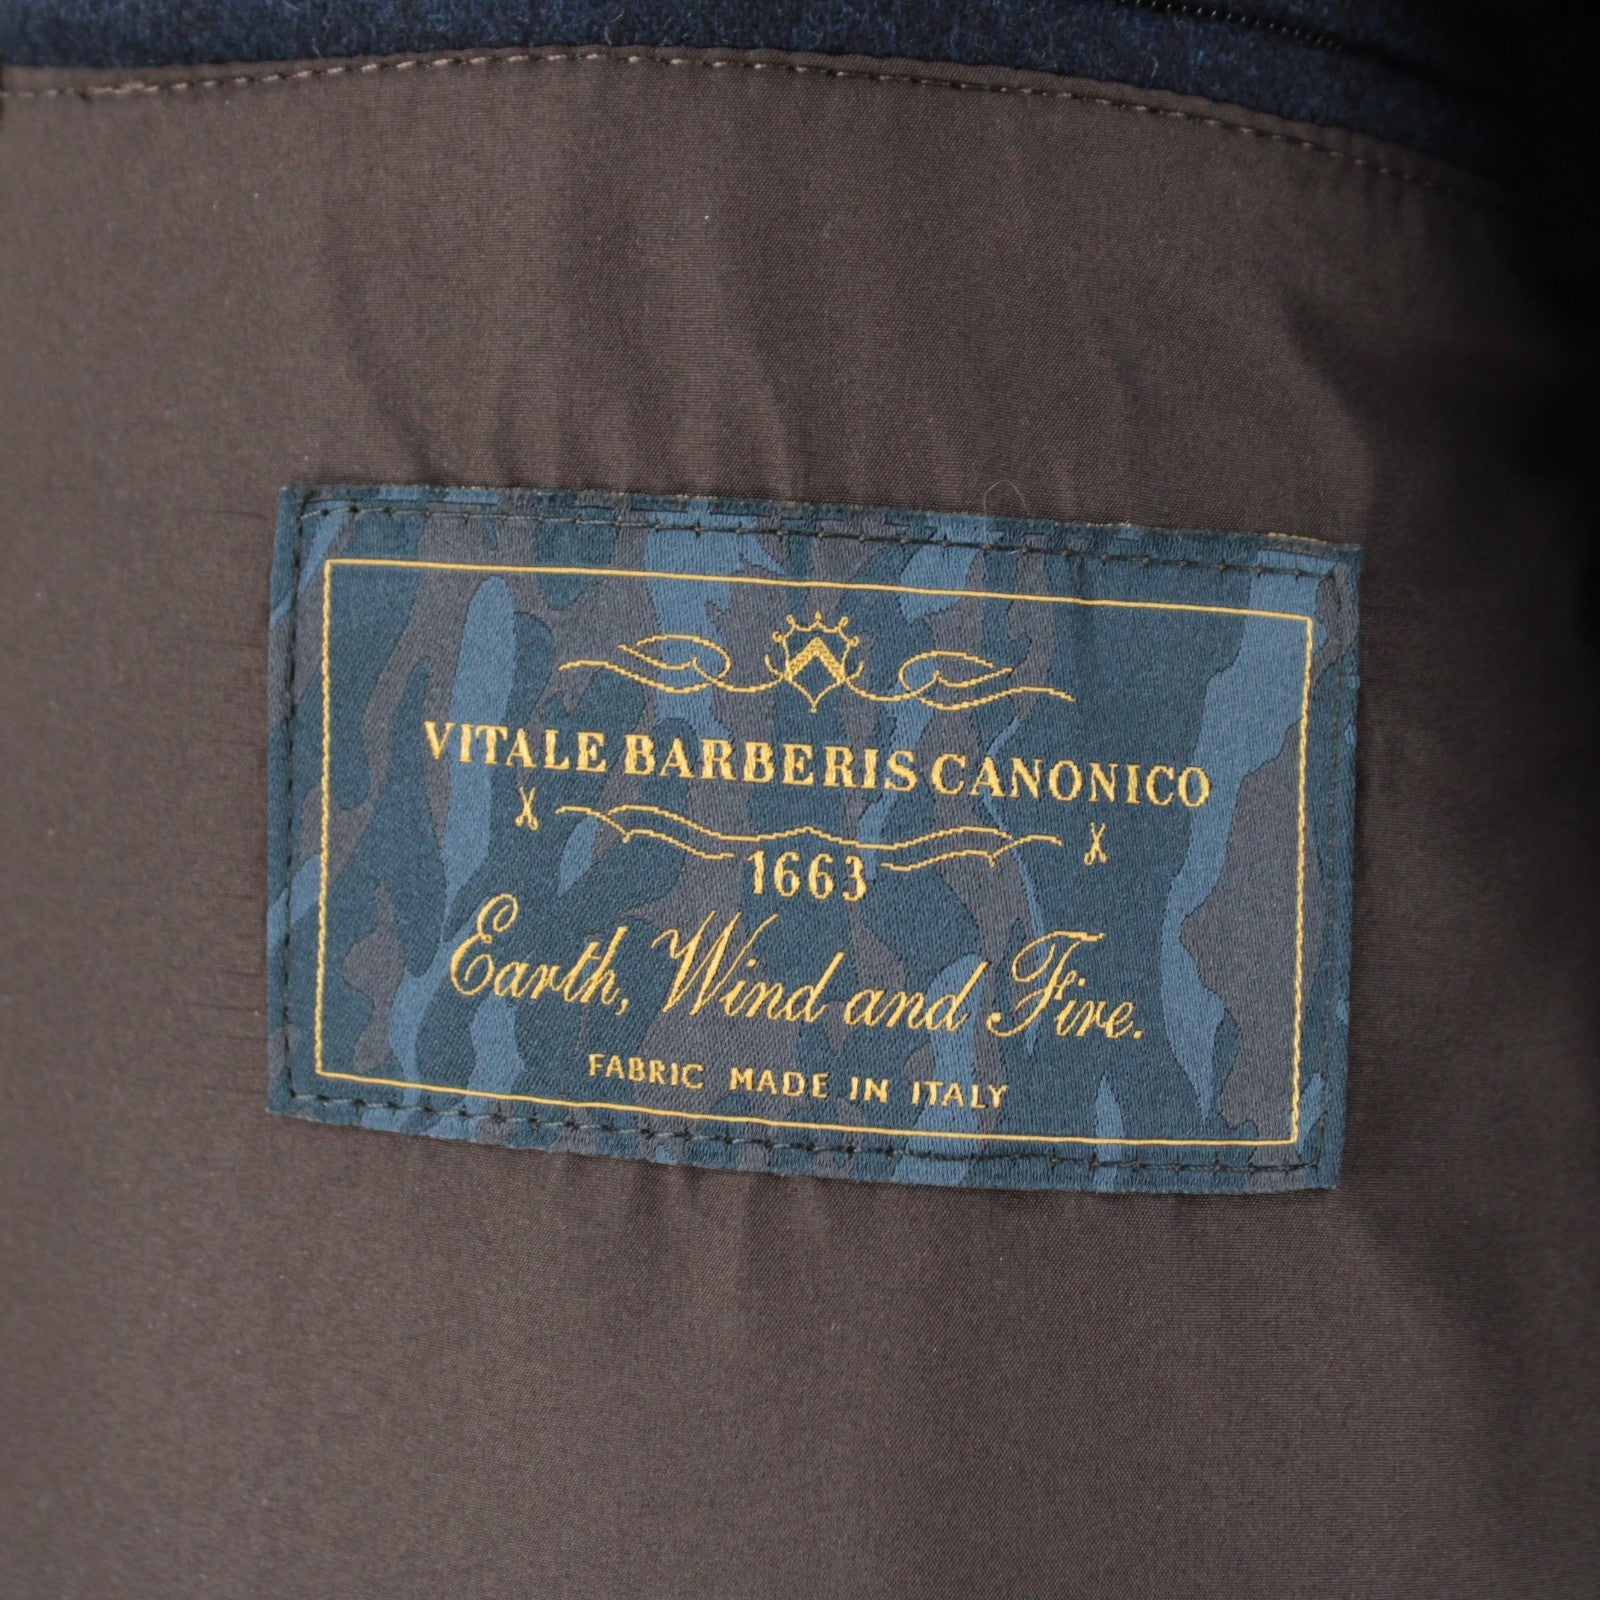 VITALE BARBERIS CANONICO
1663
Earth, Wind and Fire.
FABRIC MADE IN ITALY